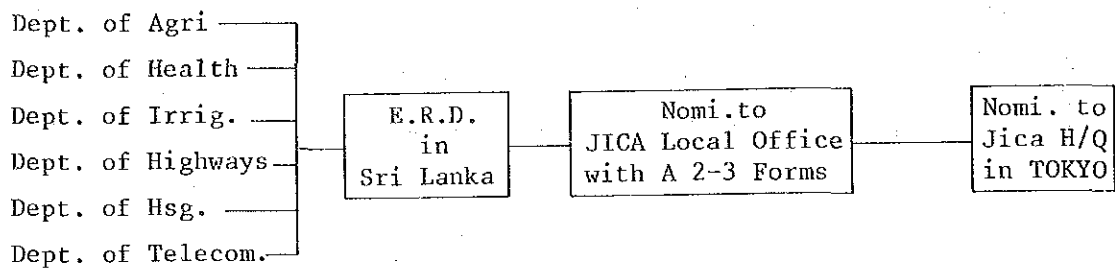 Dept. of Agri
Dept. of Health
Dept. of Irrig.
Dept. of Highways
Dept. of Hsg.
Dept. of Telecom.
E.R.D.
in
Sri Lanka
Nomi.to
JICA Local Office
with A 2-3 Forms
Nomi. to
Jica H/Q
in TOKYO